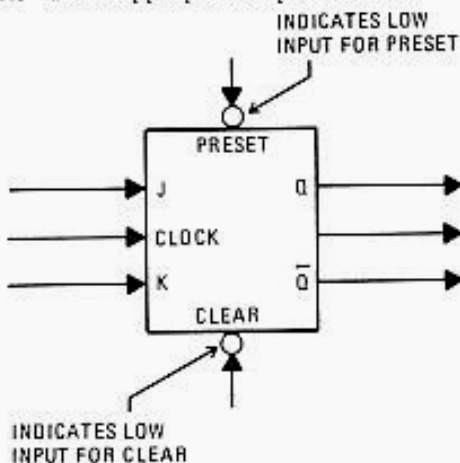 INDICATES LOW
INPUT FOR PRESET
PRESET
J
Q
CLOCK
K
Q̅
CLEAR
INDICATES LOW
INPUT FOR CLEAR